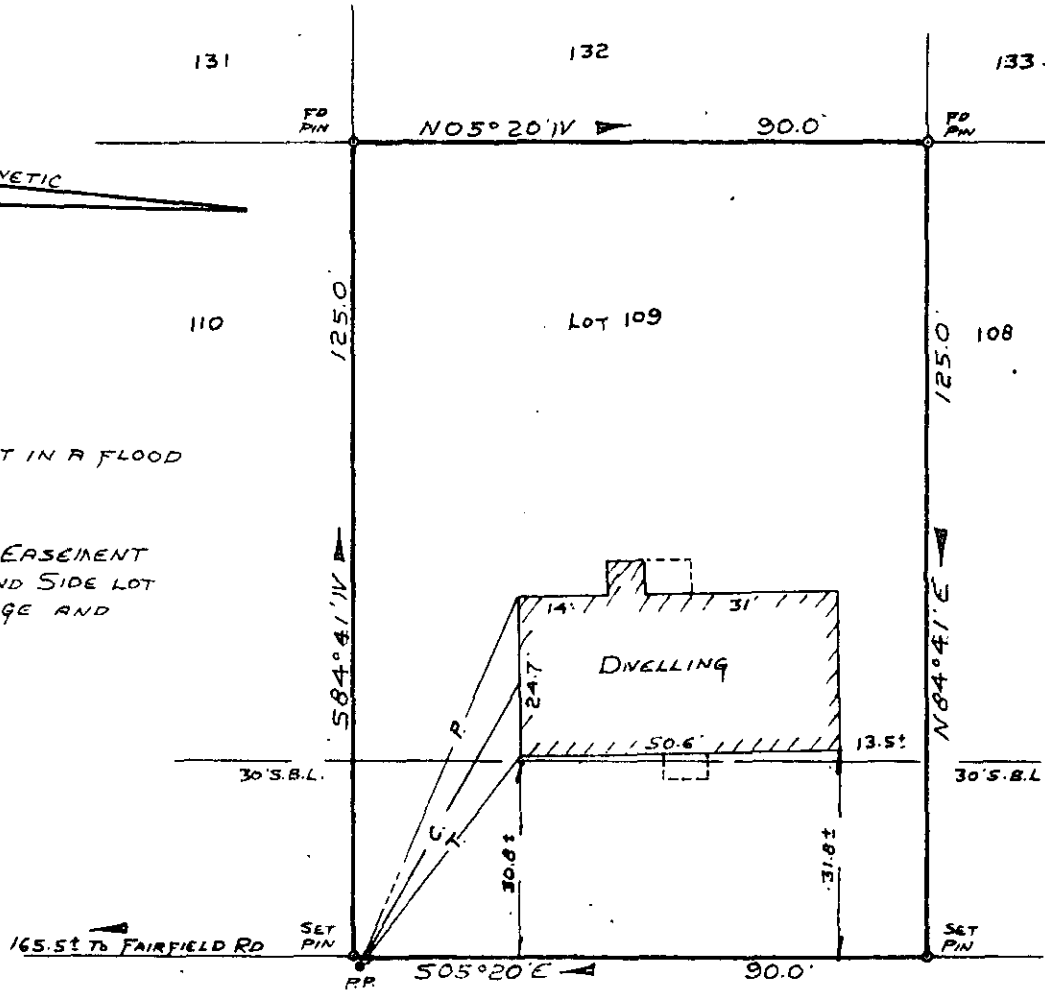 131
132
133
FD
PIN
N05° 20' W
90.0'
FD
PIN
NETIC
110
125.0'
LOT 109
125.0'
108
T IN A FLOOD
EASEMENT
ND SIDE LOT
GE AND
S84° 41' W
N84° 41' E
14'
31'
DWELLING
24.7
50.6'
13.5±
P.
C.
T.
30' S.B.L.
30' S.B.L
30.8±
31.8±
165.5± TO FAIRFIELD RD
SET
PIN
SET
PIN
P.P.
S05° 20' E
90.0'